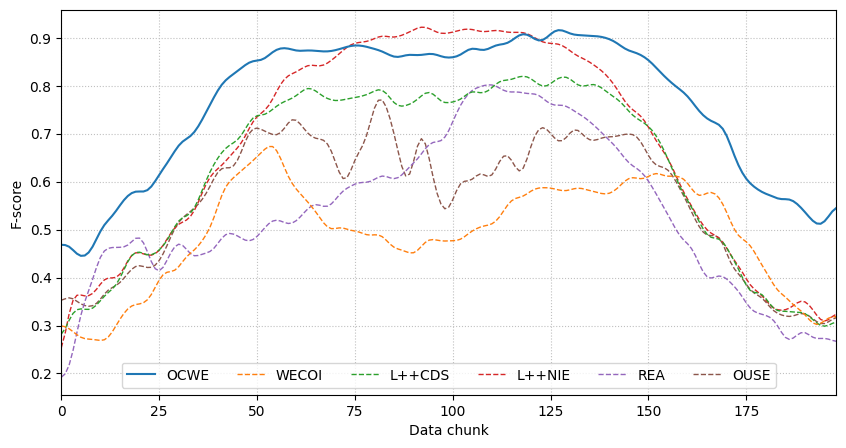 0.9
0.8
0.7
0.6
0.5
0.4
0.3
0.2
F-score
OCWE WECOI L++CDS L++NIE REA OUSE
0 25 50 75 100 125 150 175
Data chunk